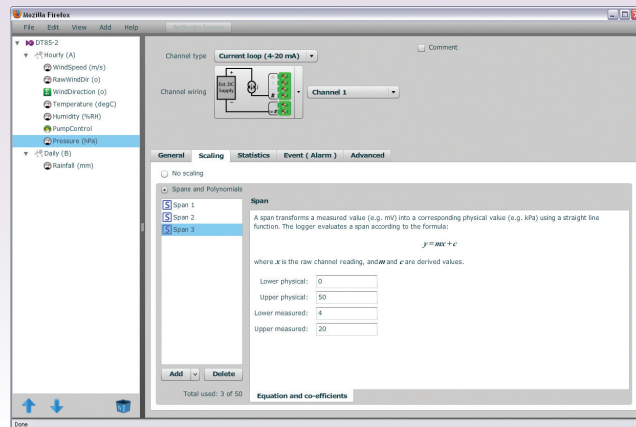 Mozilla Firefox
File Edit View Add Help
DT85-2
Hourly (A)
WindSpeed (m/s)
RawWindDir (o)
WindDirection (o)
Temperature (degC)
Humidity (%RH)
PumpControl
Pressure (hPa)
Daily (B)
Rainfall (mm)
Channel type Current loop (4-20 mA)
Comment
Channel wiring
Ext. DC
Supply
Channel 1
General Scaling Statistics Event ( Alarm ) Advanced
No scaling
Spans and Polynomials
Span 1
Span 2
Span 3
Span
A span transforms a measured value (e.g. mV) into a corresponding physical value (e.g. kPa) using a straight line
function. The logger evaluates a span according to the formula:
y=mx+c
where x is the raw channel reading, and m and c are derived values.
Lower physical: 0
Upper physical: 50
Lower measured: 4
Upper measured: 20
Add Delete
Total used: 3 of 50
Equation and co-efficients
Done